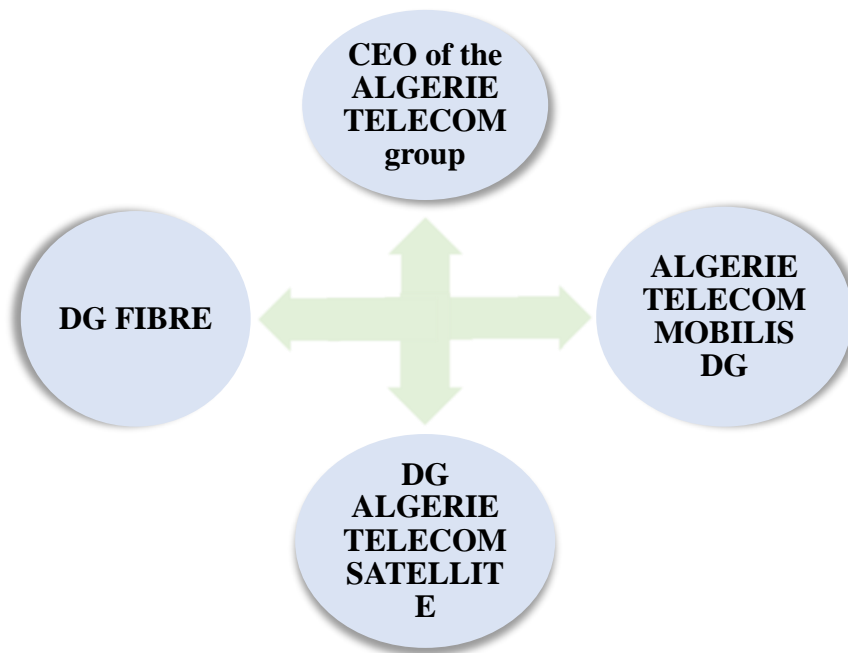 CEO of the
ALGERIE
TELECOM
group
DG FIBRE
ALGERIE
TELECOM
MOBILIS
DG
DG
ALGERIE
TELECOM
SATELLIT
E